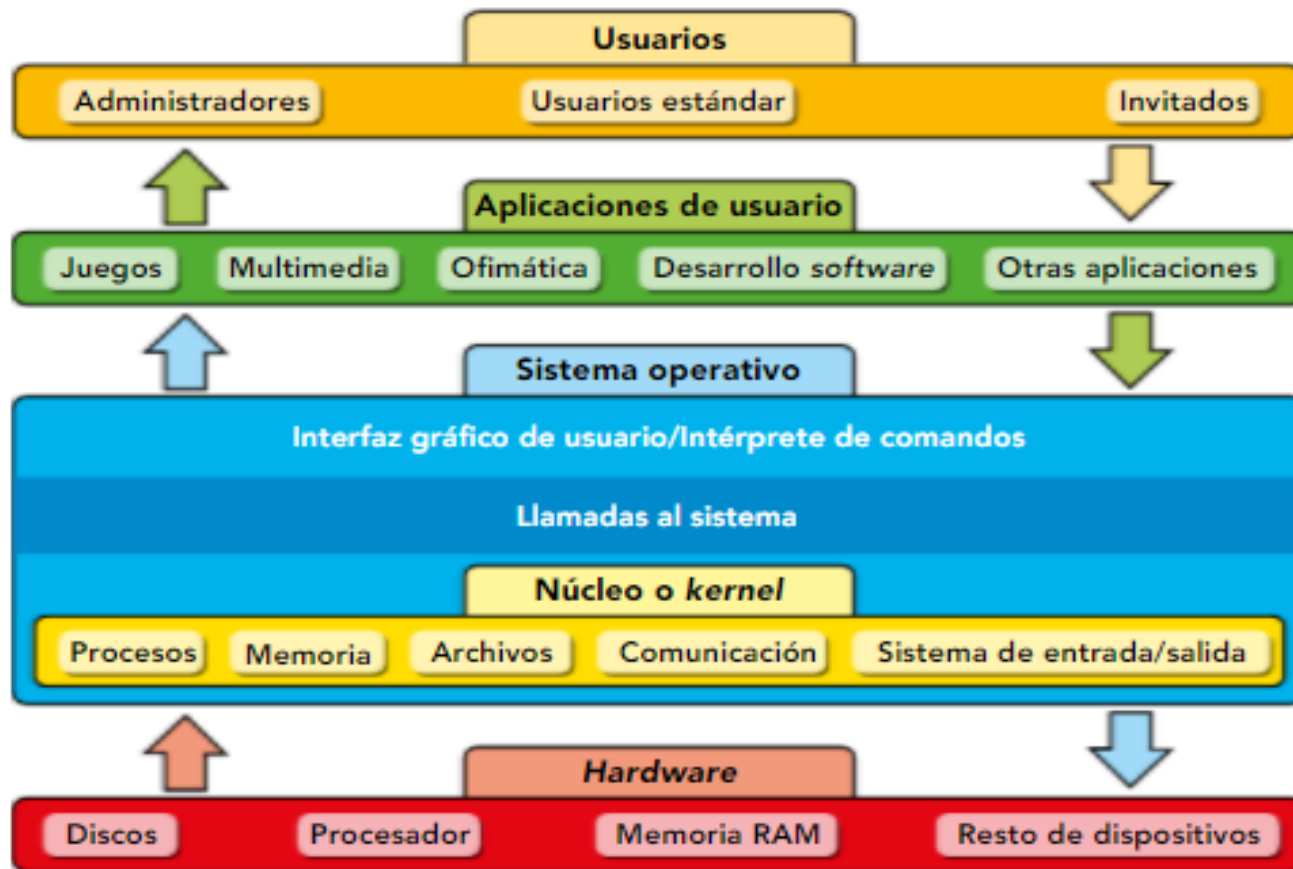 Usuarios
Administradores Usuarios estándar Invitados
Aplicaciones de usuario
Juegos Multimedia Ofimática Desarrollo software Otras aplicaciones
Sistema operativo
Interfaz gráfico de usuario/Intérprete de comandos
Llamadas al sistema
Núcleo o kernel
Procesos Memoria Archivos Comunicación Sistema de entrada/salida
Hardware
Discos Procesador Memoria RAM Resto de dispositivos